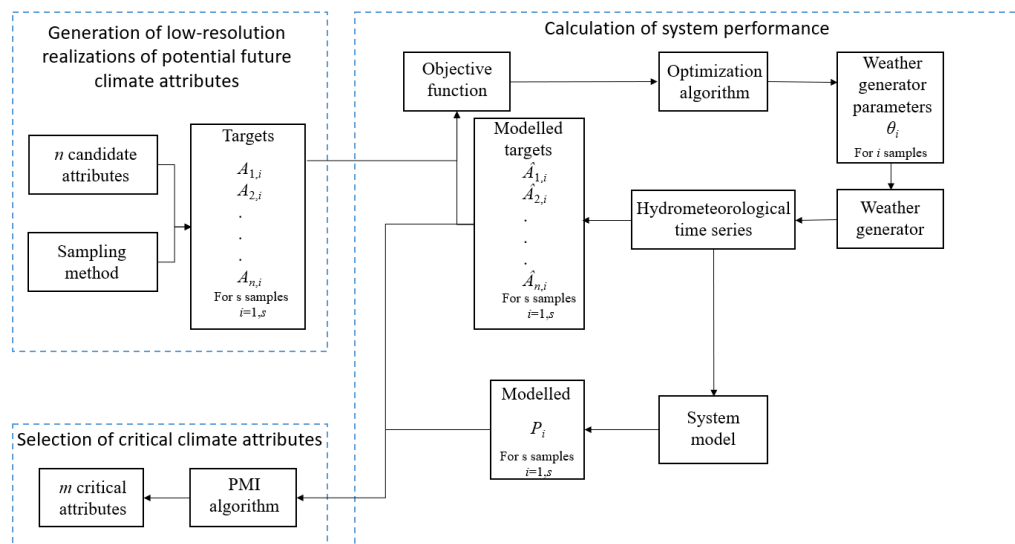 Generation of low-resolution
realizations of potential future
climate attributes
n candidate
attributes
Sampling
method
Targets
A1,i
A2,i
.
.
.
An,i
For s samples
i=1,s
Calculation of system performance
Objective
function
Optimization
algorithm
Weather
generator
parameters
θi
For i samples
Modelled
targets
Â1,i
Â2,i
.
.
.
Ân,i
For s samples
i=1,s
Hydrometeorological
time series
Weather
generator
Modelled
Pi
For s samples
i=1,s
System
model
Selection of critical climate attributes
m critical
attributes
PMI
algorithm